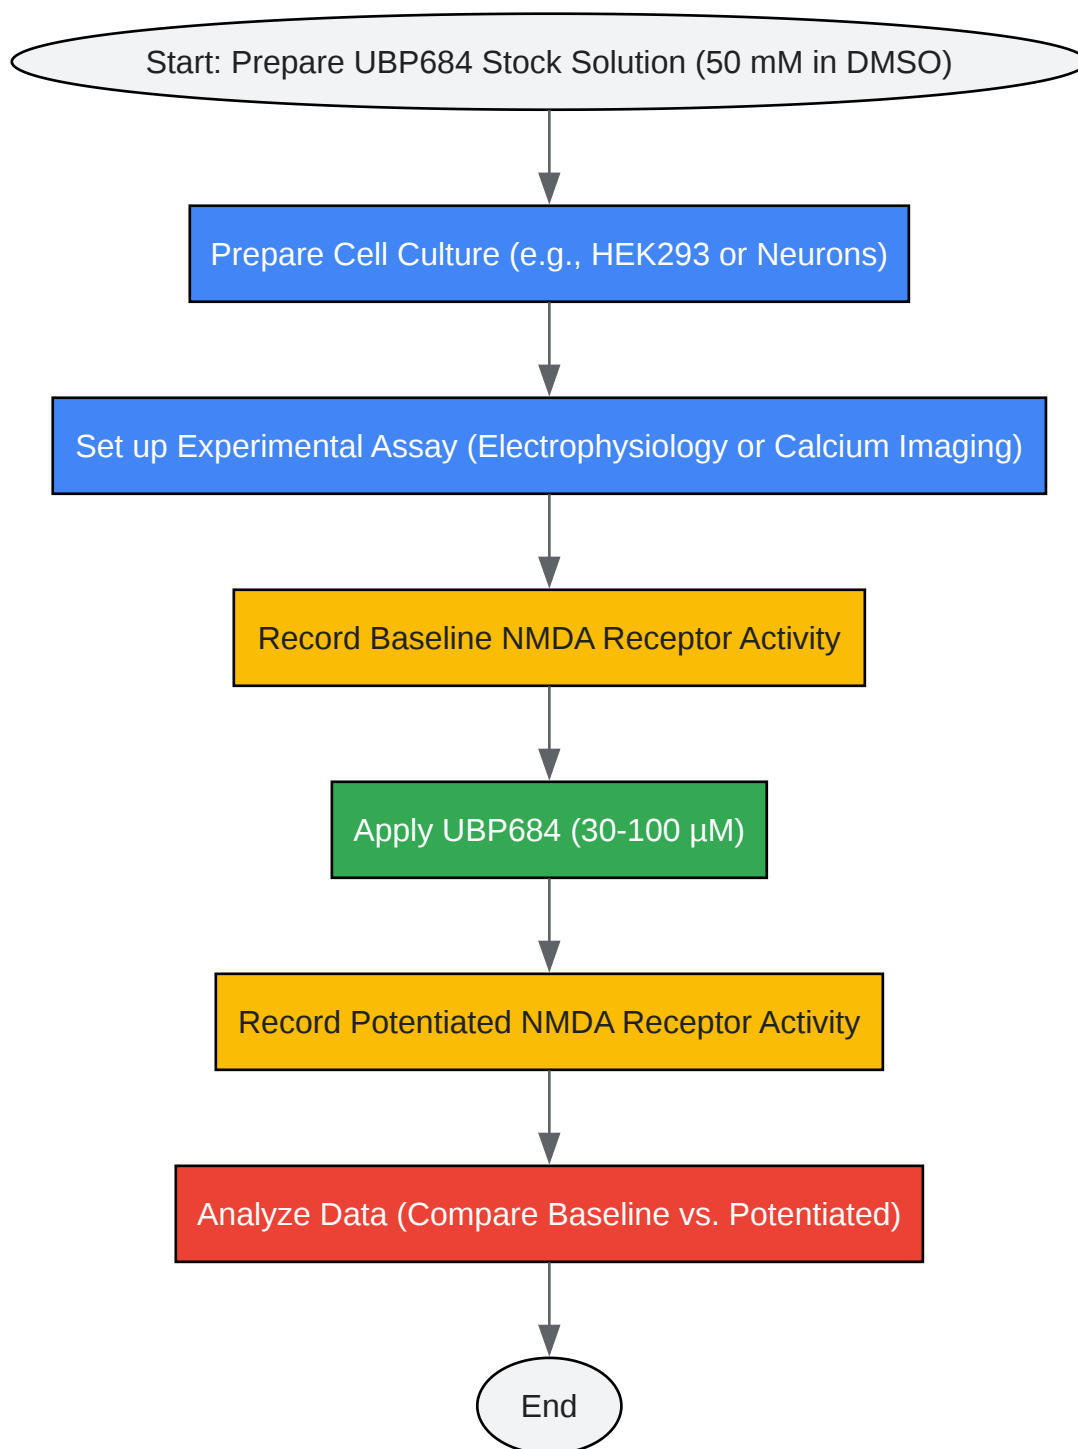 Start: Prepare UBP684 Stock Solution (50 mM in DMSO)
Prepare Cell Culture (e.g., HEK293 or Neurons)
Set up Experimental Assay (Electrophysiology or Calcium Imaging)
Record Baseline NMDA Receptor Activity
Apply UBP684 (30-100 µM)
Record Potentiated NMDA Receptor Activity
Analyze Data (Compare Baseline vs. Potentiated)
End